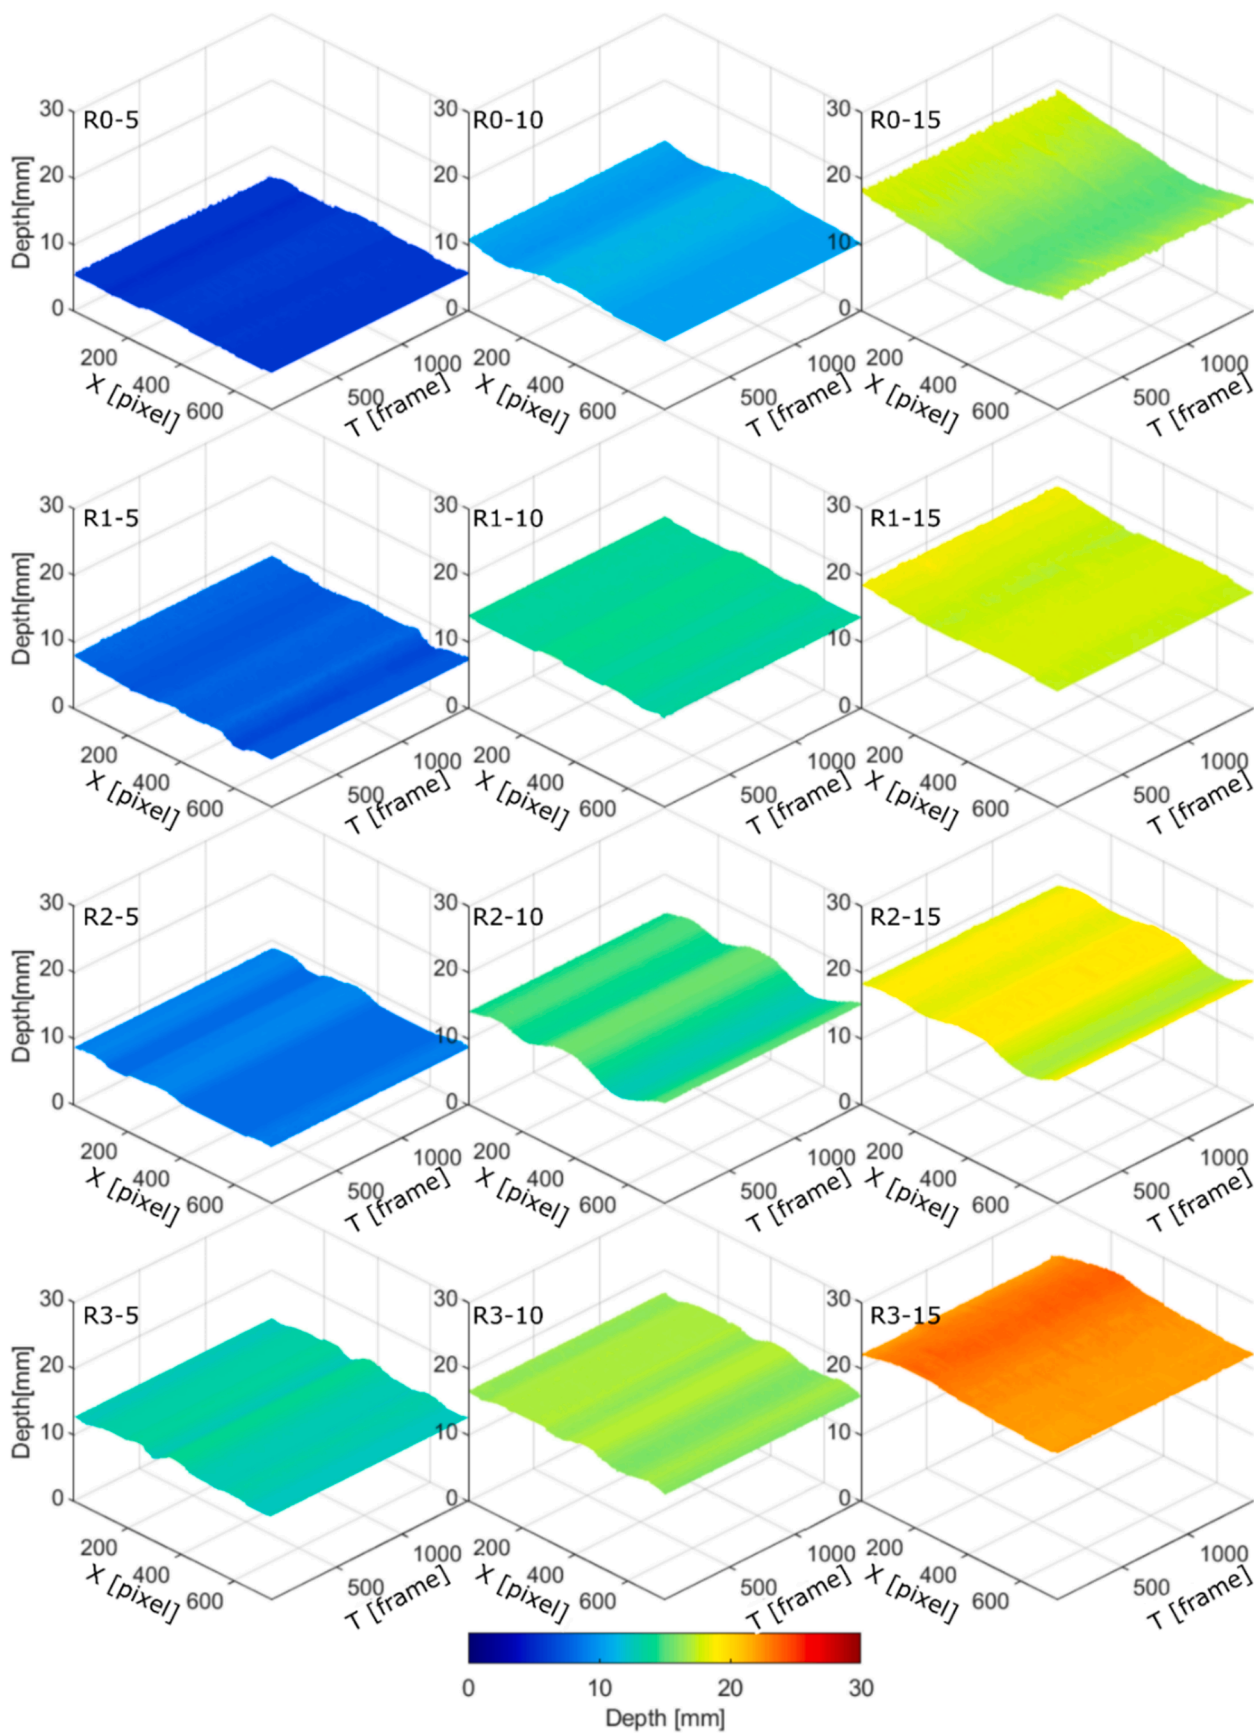 30 R0-5 30 R0-10 30 R0-15
20 20 20
Depth[mm]
10 10 10
0 0 0
200 1000 200 1000 200 1000
400 500 400 500 400 500
600 600 600
X [pixel] T [frame] X [pixel] T [frame] X [pixel] T [frame]
30 R1-5 30 R1-10 30 R1-15
20 20 20
Depth[mm]
10 10 10
0 0 0
200 1000 200 1000 200 1000
400 500 400 500 400 500
600 600 600
X [pixel] T [frame] X [pixel] T [frame] X [pixel] T [frame]
30 R2-5 30 R2-10 30 R2-15
20 20 20
Depth[mm]
10 10 10
0 0 0
200 1000 200 1000 200 1000
400 500 400 500 400 500
600 600 600
X [pixel] T [frame] X [pixel] T [frame] X [pixel] T [frame]
30 R3-5 30 R3-10 30 R3-15
20 20 20
Depth[mm]
10 10 10
0 0 0
200 1000 200 1000 200 1000
400 500 400 500 400 500
600 600 600
X [pixel] T [frame] X [pixel] T [frame] X [pixel] T [frame]
0 10 20 30
Depth [mm]